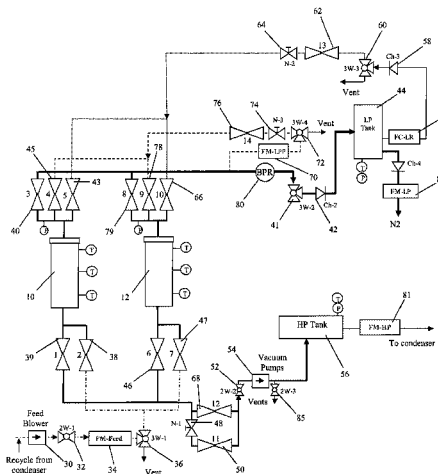 64
62
60
58
N-2
13
3W-3
Ch-3
Vent
44
LP
Tank
FC-LR
76
74
N-3
3W-4
Vent
14
72
45
78
43
FM-LPP
70
66
Ch-4
3
4
5
8
9
10
BPR
80
41
3W-2
Ch-2
42
FM-LP
N2
40
79
P
P
T
T
T
T
T
T
T
P
10
12
T
P
47
HP Tank
81
FM-HP
To condenser
56
39
1
2
38
6
7
46
54
Vacuum
Pumps
52
2W-2
2W-3
Vents
85
68
12
N-1
48
11
50
Feed
Blower
2W-1
FM-Feed
3W-1
Recycle from
condenser
30
32
34
Vent
36